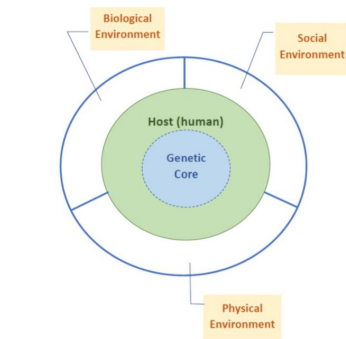 Biological
Environment
Social
Environment
Host (human)
Genetic
Core
Physical
Environment